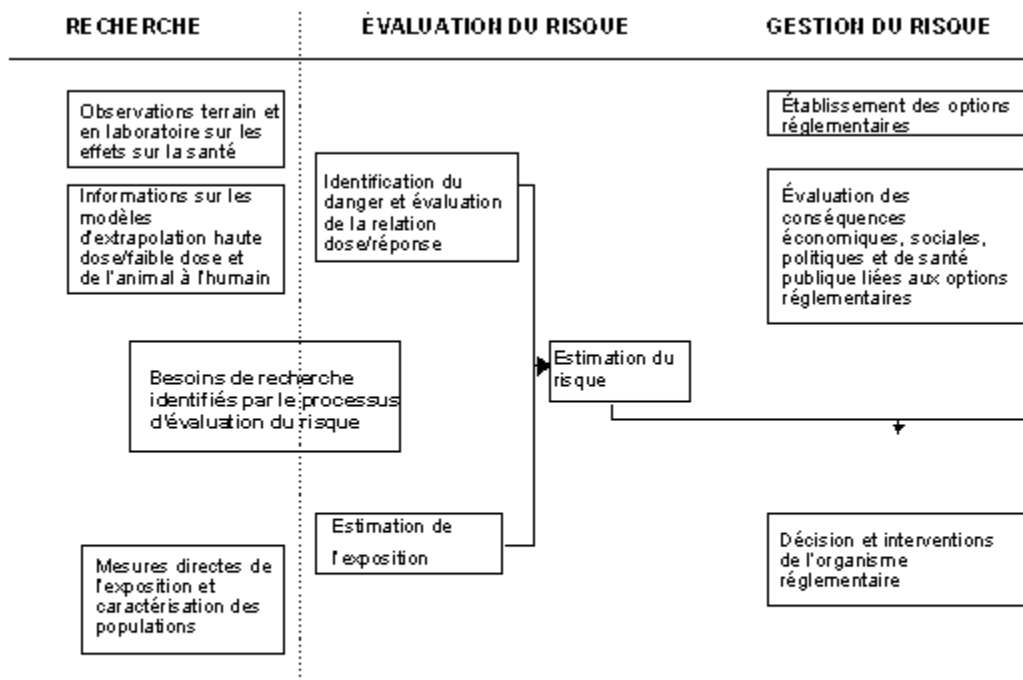 RECHERCHE
ÉVALUATION DU RISQUE
GESTION DU RISQUE
Observations terrain et
en laboratoire sur les
effets sur la santé
Informations sur les
modèles
d'extrapolation haute
dose/faible dose et
de l'animal à l'humain
Besoins de recherche
identifiés par le processus
d'évaluation du risque
Mesures directes de
l'exposition et
caractérisation des
populations
Identification du
danger et évaluation
de la relation
dose/réponse
Estimation de
l'exposition
Estimation du
risque
Établissement des options
réglementaires
Évaluation des
conséquences
économiques, sociales,
politiques et de santé
publique liées aux options
réglementaires
Décision et interventions
de l'organisme
réglementaire